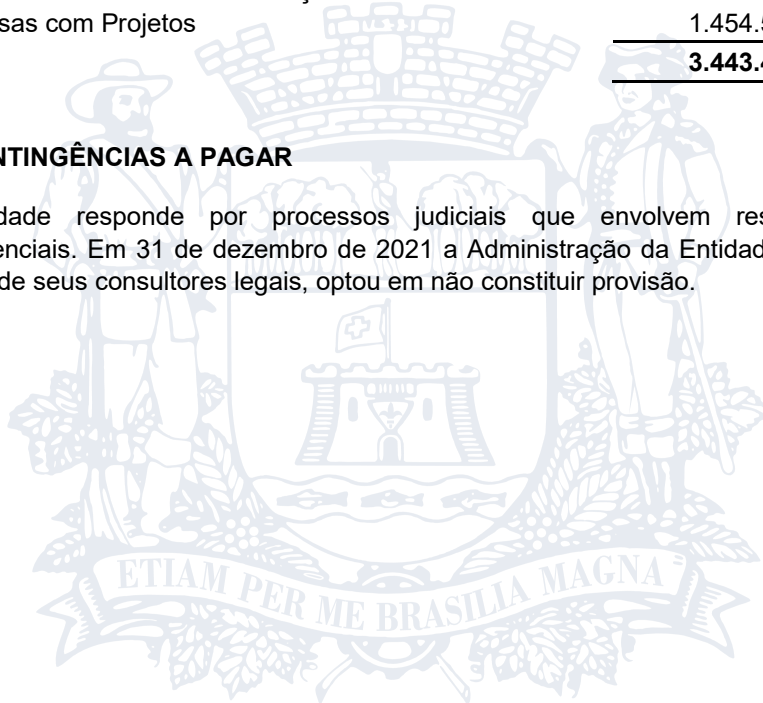 sas com Projetos 1.454.5
3.443.4
NTINGÊNCIAS A PAGAR
dade responde por processos judiciais que envolvem res
enciais. Em 31 de dezembro de 2021 a Administração da Entidad
de seus consultores legais, optou em não constituir provisão.
ETIAM PER ME BRASILIA MAGNA